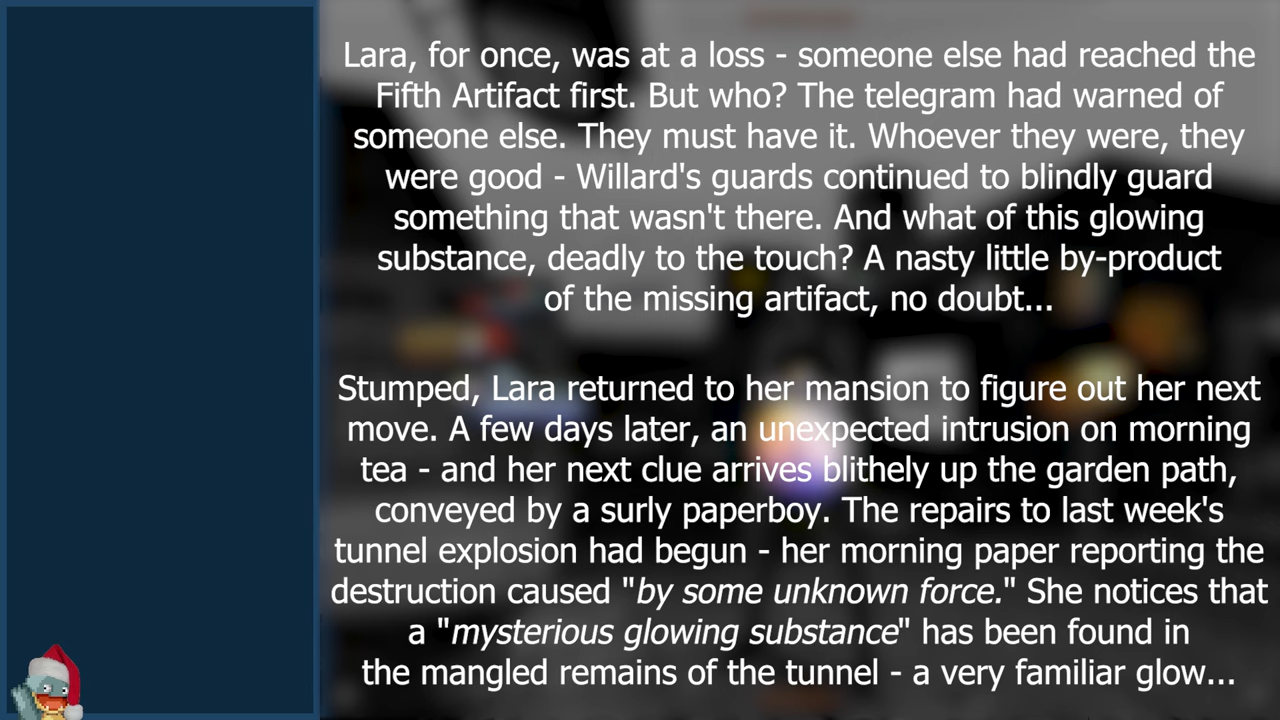 Lara, for once, was at a loss - someone else had reached the
Fifth Artifact first. But who? The telegram had warned of
someone else. They must have it. Whoever they were, they
were good - Willard's guards continued to blindly guard
something that wasn't there. And what of this glowing
substance, deadly to the touch? A nasty little by-product
of the missing artifact, no doubt...
Stumped, Lara returned to her mansion to figure out her next
move. A few days later, an unexpected intrusion on morning
tea - and her next clue arrives blithely up the garden path,
conveyed by a surly paperboy. The repairs to last week's
tunnel explosion had begun - her morning paper reporting the
destruction caused "by some unknown force." She notices that
a "mysterious glowing substance" has been found in
the mangled remains of the tunnel - a very familiar glow...